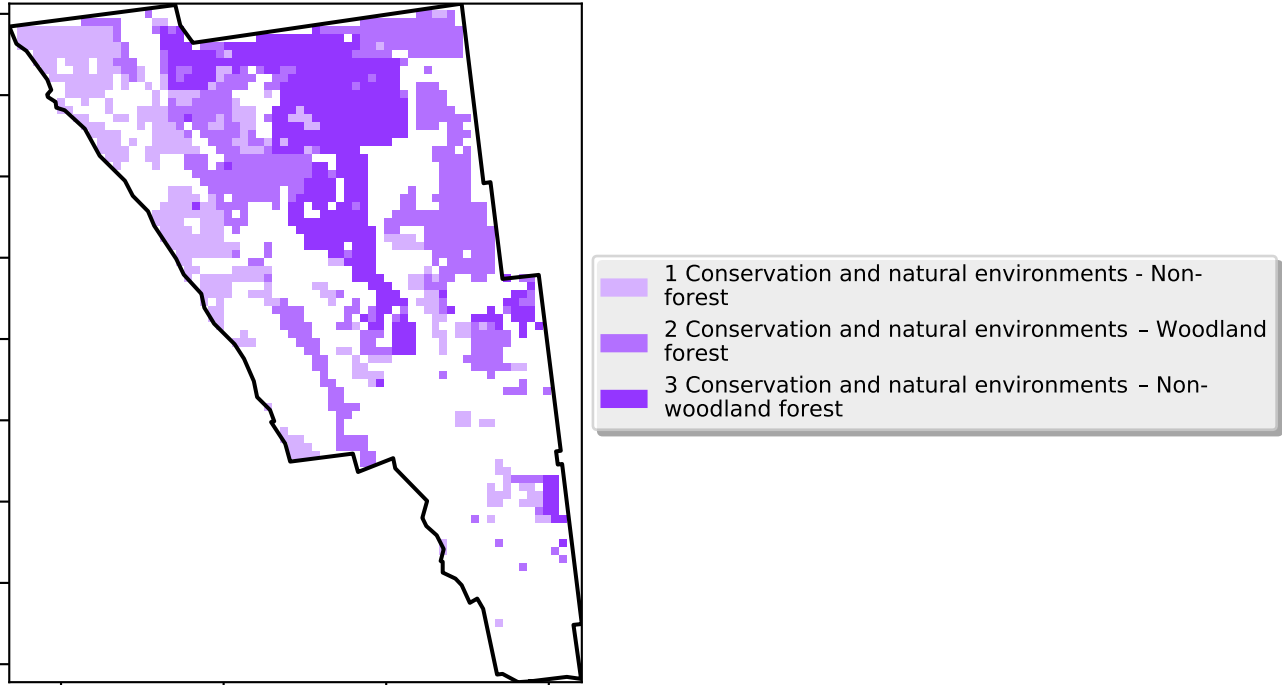 1 Conservation and natural environments - Non-
forest
2 Conservation and natural environments – Woodland
forest
3 Conservation and natural environments – Non-
woodland forest